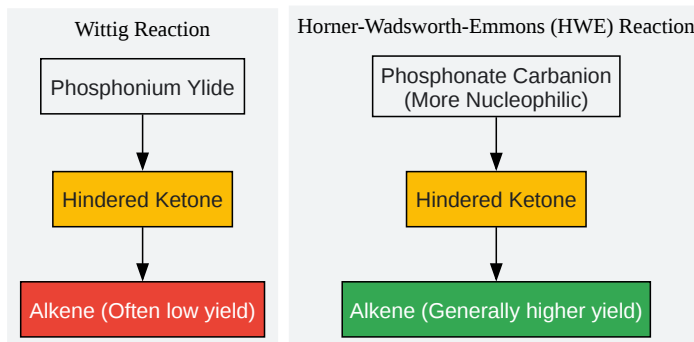 Wittig Reaction
Phosphonium Ylide
Hindered Ketone
Alkene (Often low yield)
Horner-Wadsworth-Emmons (HWE) Reaction
Phosphonate Carbanion
(More Nucleophilic)
Hindered Ketone
Alkene (Generally higher yield)